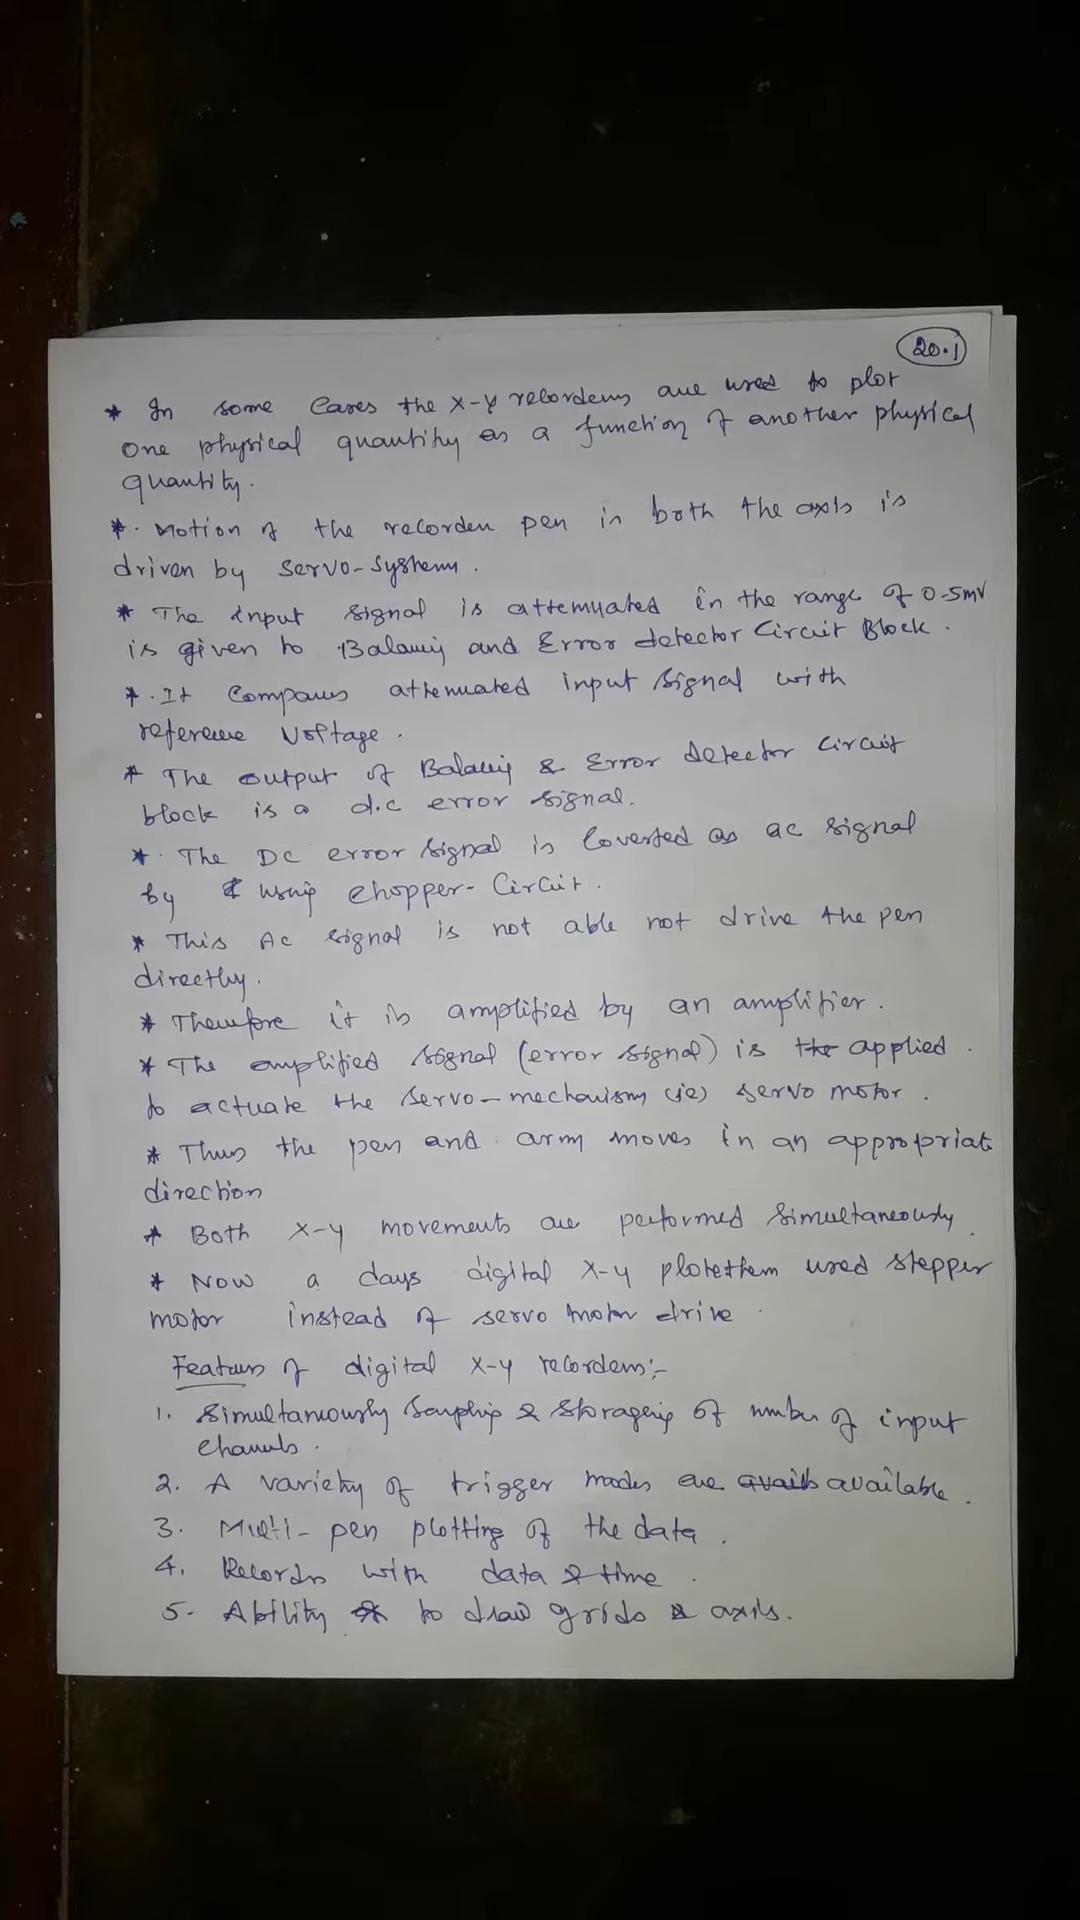 20.1
* In some Cases the X-Y recorders are used to plot
one physical quantity as a function of another physical
quantity.
*. Motion of the recorder pen in both the axis is
driven by servo-systems.
* The input signal is attenuated in the range of 0-5mV
is given to Balancing and Error detector Circuit Block.
*. It Compares attenuated input signal with
reference Voltage.
* The output of Balancing & Error detector circuit
block is a d.c error signal.
*. The DC error signal is Coverted as ac signal
by using chopper-Circuit.
* This AC signal is not able not drive the pen
directly.
* Therefore it is amplified by an amplifier.
* The amplified signal (error signal) is the applied.
to actuate the servo-mechanism (ie) servo motor.
* Thus the pen and arm moves in an appropriate
direction
* Both X-Y movements are performed simultaneously.
* Now a days digital X-Y used stepper
motor instead of servo motor drive.
Features of digital X-Y recorders:-
1. Simultaneously Sampling & Storageing of number of input
channels.
2. A variety of trigger modes are available.
3. Multi-pen plotting of the data.
4. Records with data & time.
5. Ability to draw grids & axis.